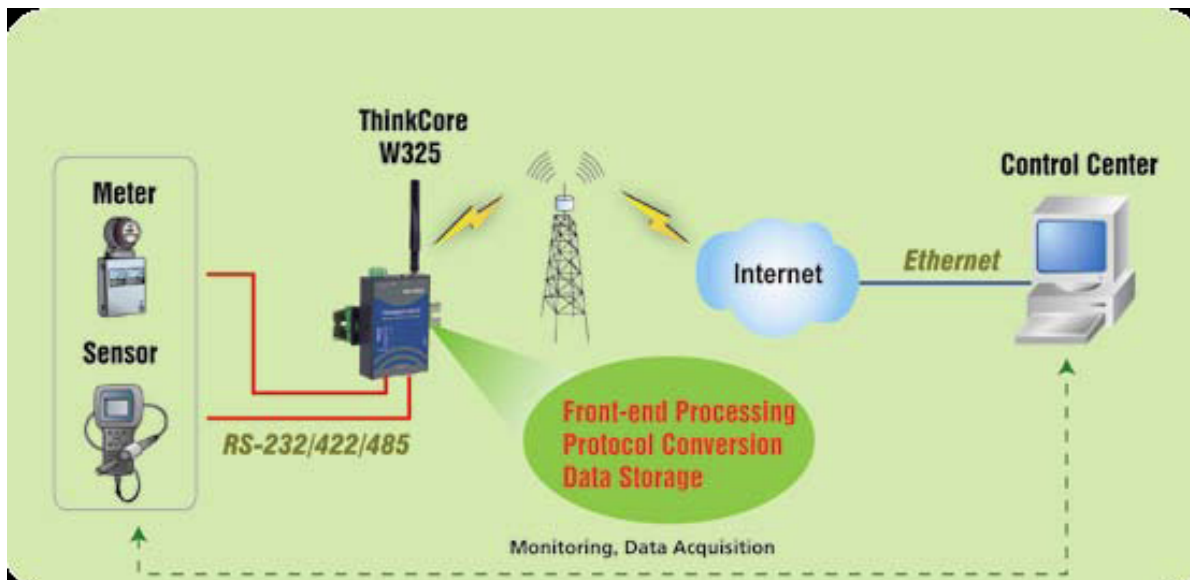 ThinkCore
W325
Control Center
Meter
Internet
Ethernet
Sensor
RS-232/422/485
Front-end Processing
Protocol Conversion
Data Storage
Monitoring, Data Acquisition